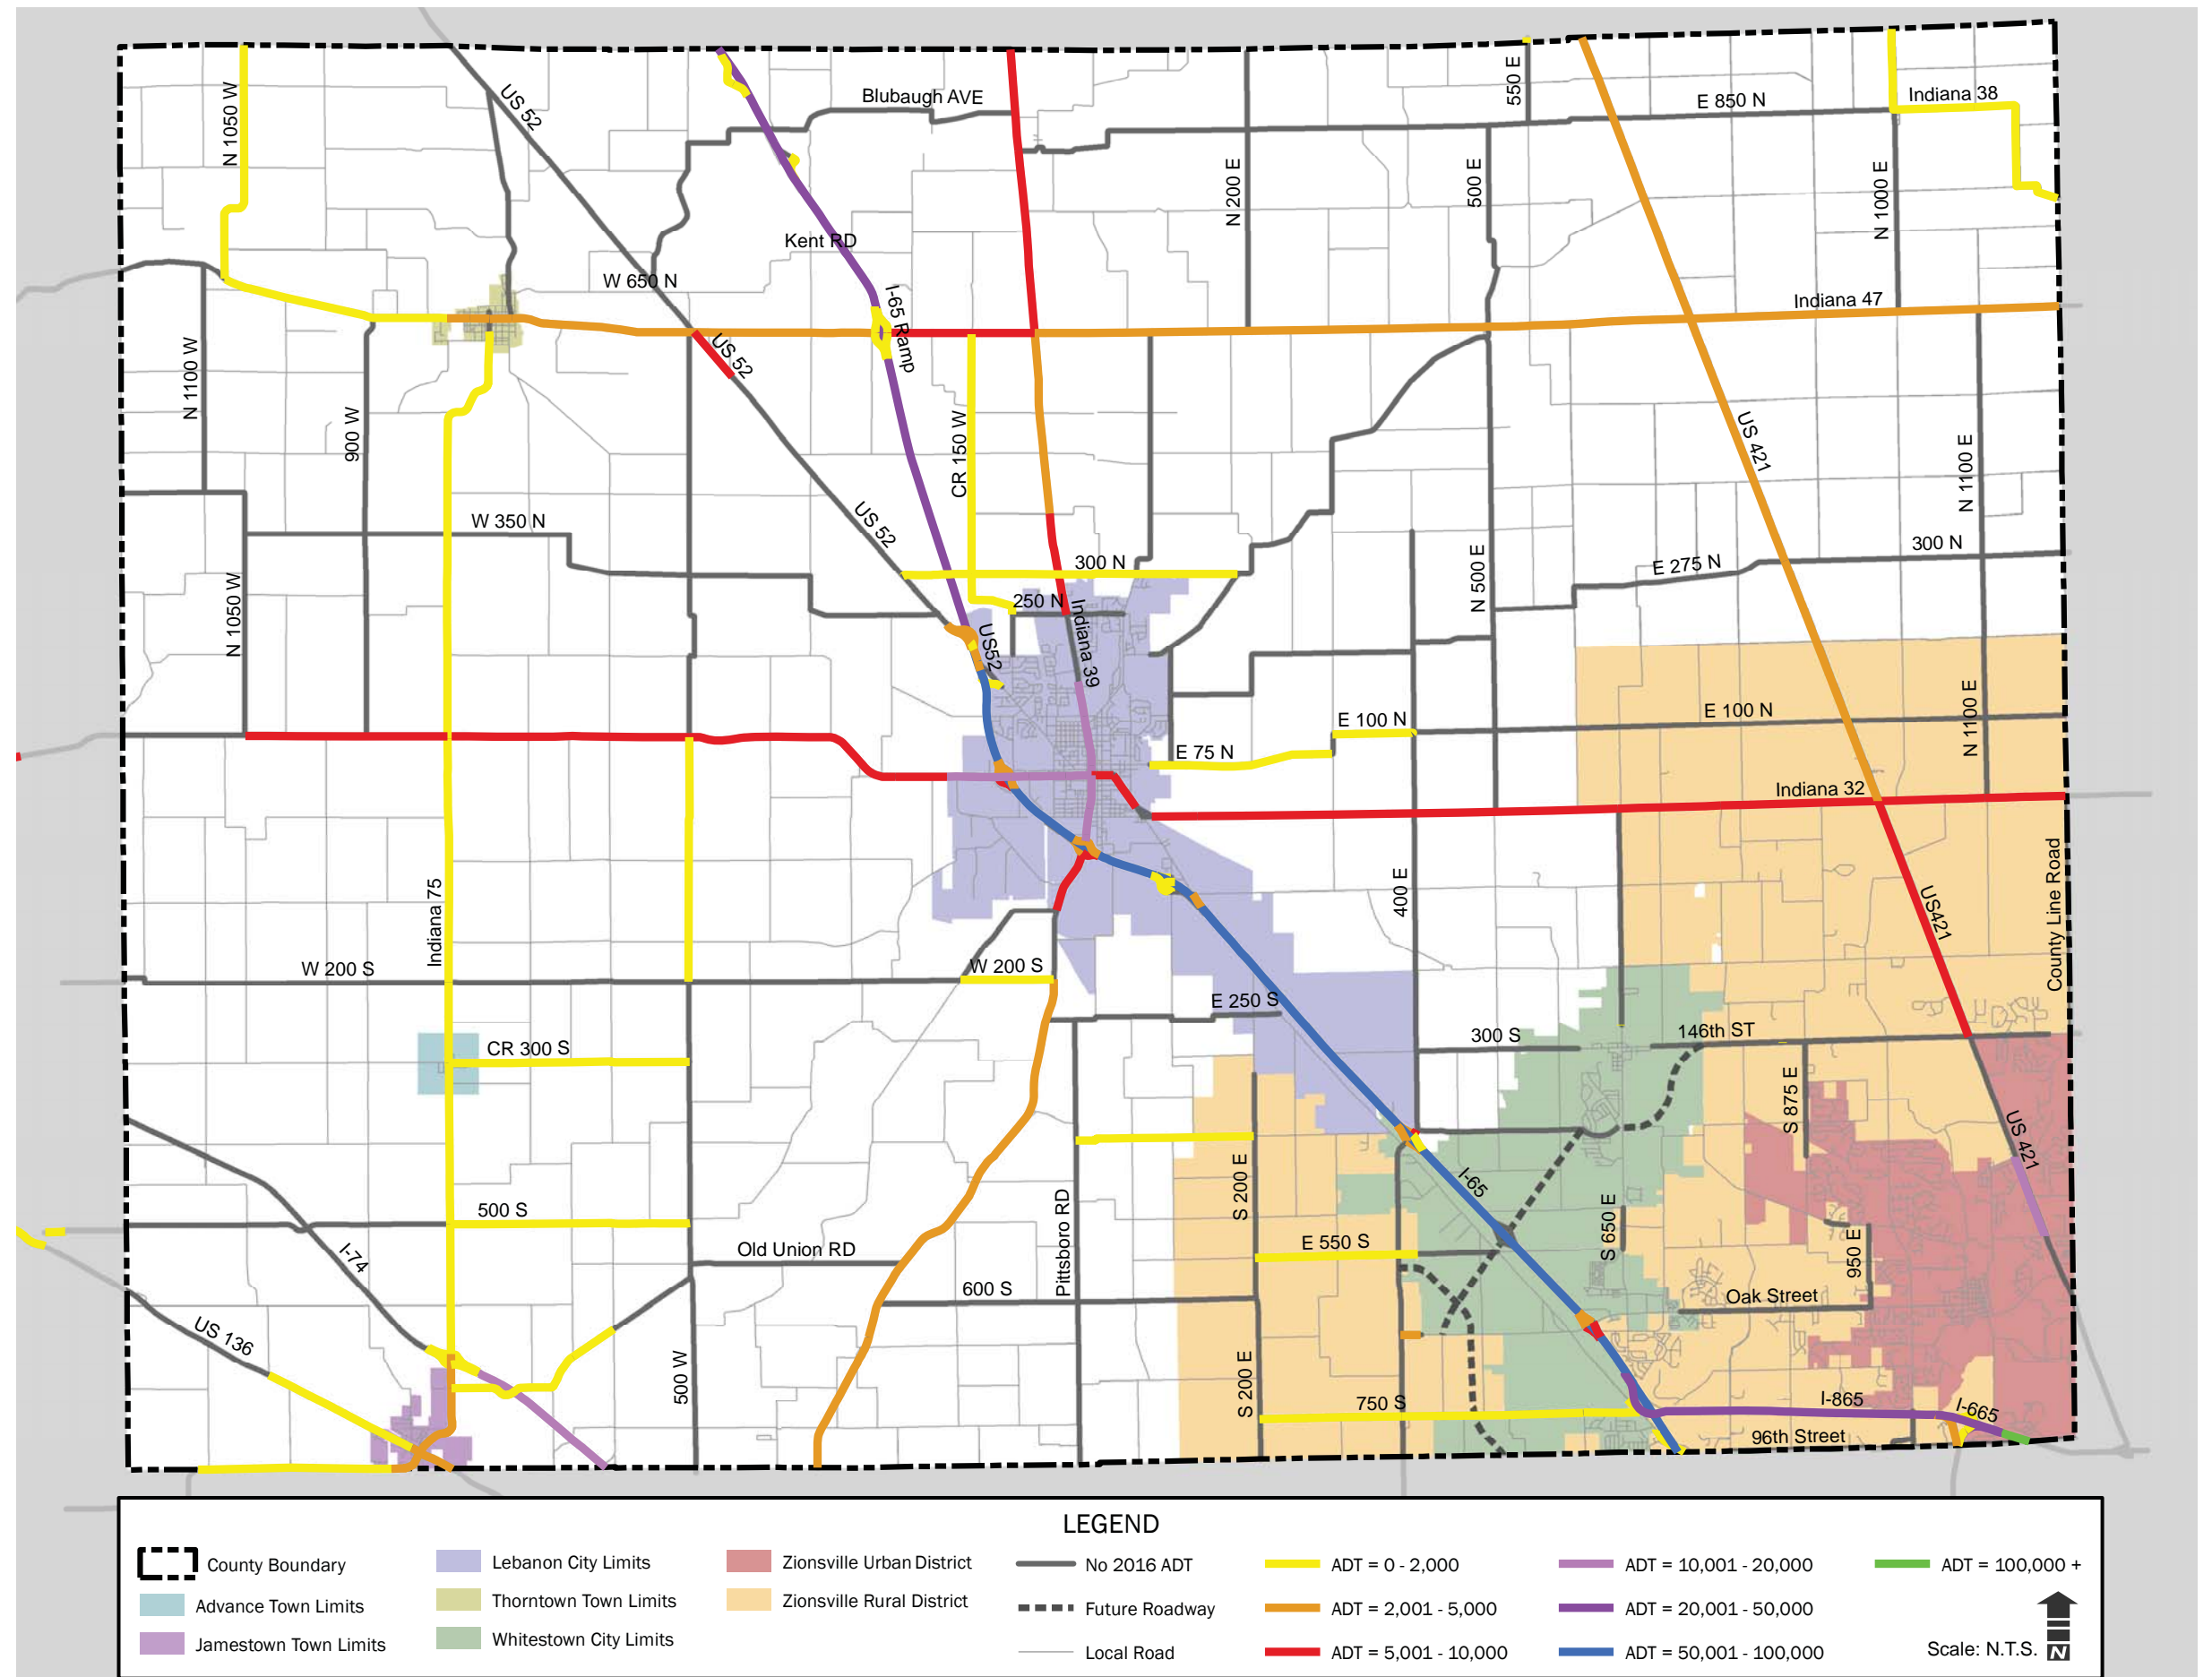 550 E
Blubaugh AVE
E 850 N
Indiana 38
N 1050 W
US 52
N 200 E
500 E
N 1000 E
Kent RD
W 650 N
I-65 Ramp
Indiana 47
US 52
N 1100 W
900 W
CR 150 W
US 421
N 1100 E
W 350 N
US 52
300 N
300 N
E 275 N
N 500 E
N 1050 W
250 N
Indiana 39
US52
E 100 N
E 100 N
N 1100 E
E 75 N
Indiana 32
Indiana 75
400 E
US421
County Line Road
W 200 S
W 200 S
E 250 S
300 S
146th ST
CR 300 S
S 875 E
US 421
S 200 E
I-65
Pittsboro RD
S 650 E
500 S
I-74
Old Union RD
E 550 S
950 E
600 S
Oak Street
US 136
500 W
S 200 E
750 S
I-865
I-665
96th Street
LEGEND
County Boundary
Advance Town Limits
Jamestown Town Limits
Lebanon City Limits
Thorntown Town Limits
Whitestown City Limits
Zionsville Urban District
Zionsville Rural District
No 2016 ADT
Future Roadway
Local Road
ADT = 0 - 2,000
ADT = 2,001 - 5,000
ADT = 5,001 - 10,000
ADT = 10,001 - 20,000
ADT = 20,001 - 50,000
ADT = 50,001 - 100,000
ADT = 100,000 +
Scale: N.T.S.
N